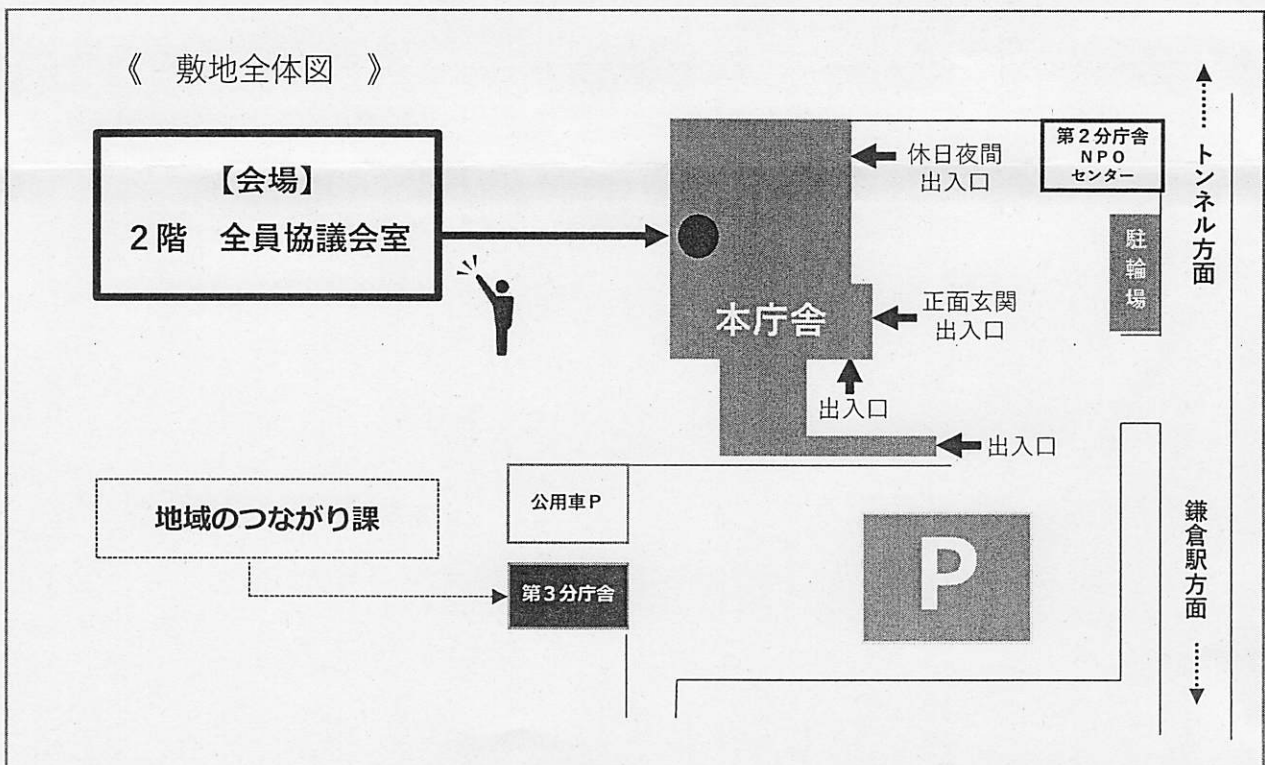 《　敷地全体図　》
【会場】
２階　全員協議会室
休日夜間
出入口
第２分庁舎
ＮＰＯ
センター
トンネル方面
駐輪場
本庁舎
正面玄関
出入口
出入口
出入口
公用車Ｐ
地域のつながり課
第３分庁舎
P
鎌倉駅方面